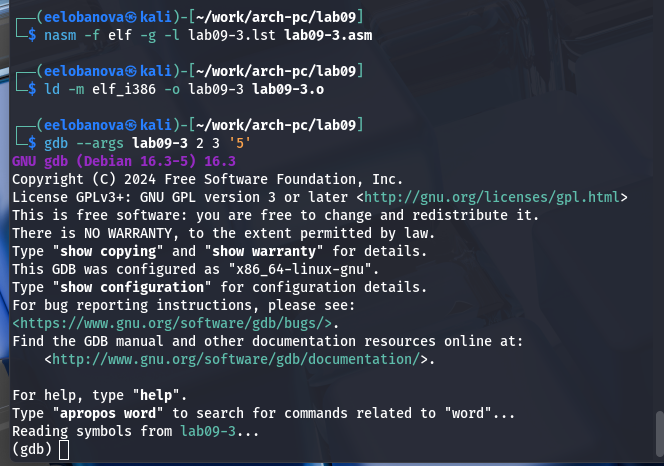 ┌──(eelobanova㉿kali)-[~/work/arch-pc/lab09]
└─$ nasm -f elf -g -l lab09-3.lst lab09-3.asm
┌──(eelobanova㉿kali)-[~/work/arch-pc/lab09]
└─$ ld -m elf_i386 -o lab09-3 lab09-3.o
┌──(eelobanova㉿kali)-[~/work/arch-pc/lab09]
└─$ gdb --args lab09-3 2 3 '5'
GNU gdb (Debian 16.3-5) 16.3
Copyright (C) 2024 Free Software Foundation, Inc.
License GPLv3+: GNU GPL version 3 or later <http://gnu.org/licenses/gpl.html>
This is free software: you are free to change and redistribute it.
There is NO WARRANTY, to the extent permitted by law.
Type "show copying" and "show warranty" for details.
This GDB was configured as "x86_64-linux-gnu".
Type "show configuration" for configuration details.
For bug reporting instructions, please see:
<https://www.gnu.org/software/gdb/bugs/>.
Find the GDB manual and other documentation resources online at:
    <http://www.gnu.org/software/gdb/documentation/>.
For help, type "help".
Type "apropos word" to search for commands related to "word"...
Reading symbols from lab09-3...
(gdb)